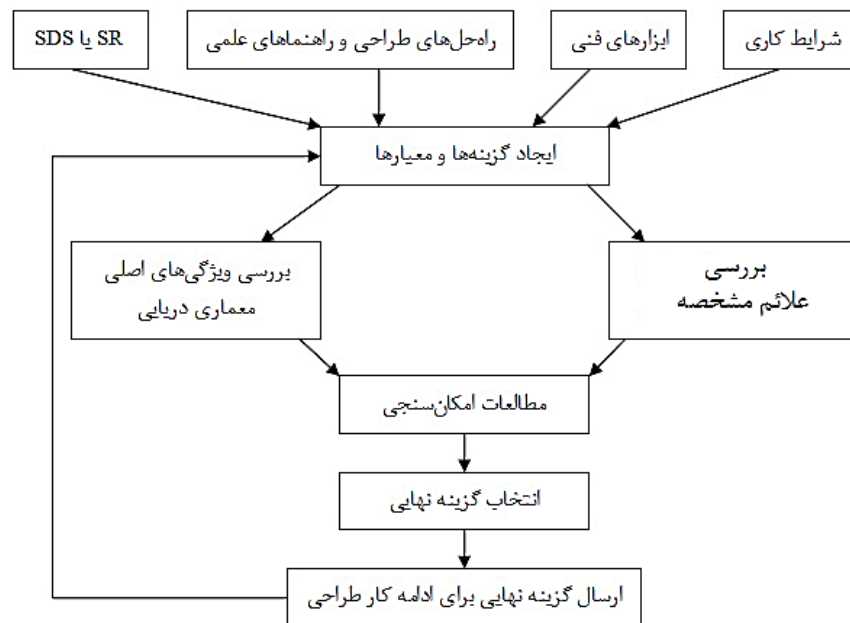 شرایط کاری
ابزارهای فنی
راه‌حل‌های طراحی و راهنماهای علمی
SR یا SDS
ایجاد گزینه‌ها و معیارها
بررسی
علائم مشخصه
بررسی ویژگی‌های اصلی
معماری دریایی
مطالعات امکان‌سنجی
انتخاب گزینه نهایی
ارسال گزینه نهایی برای ادامه کار طراحی